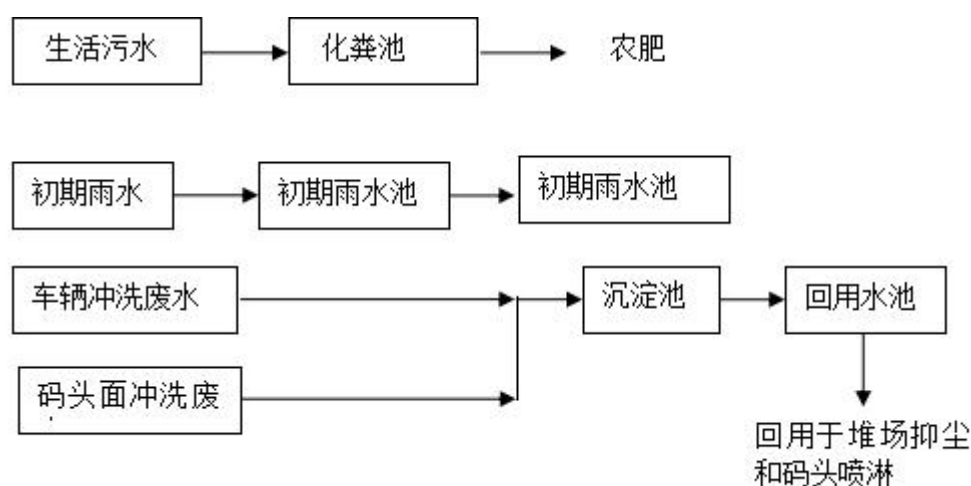 生活污水
化粪池
农肥
初期雨水
初期雨水池
初期雨水池
车辆冲洗废水
沉淀池
回用水池
码头面冲洗废
回用于堆场抑尘
和码头喷淋